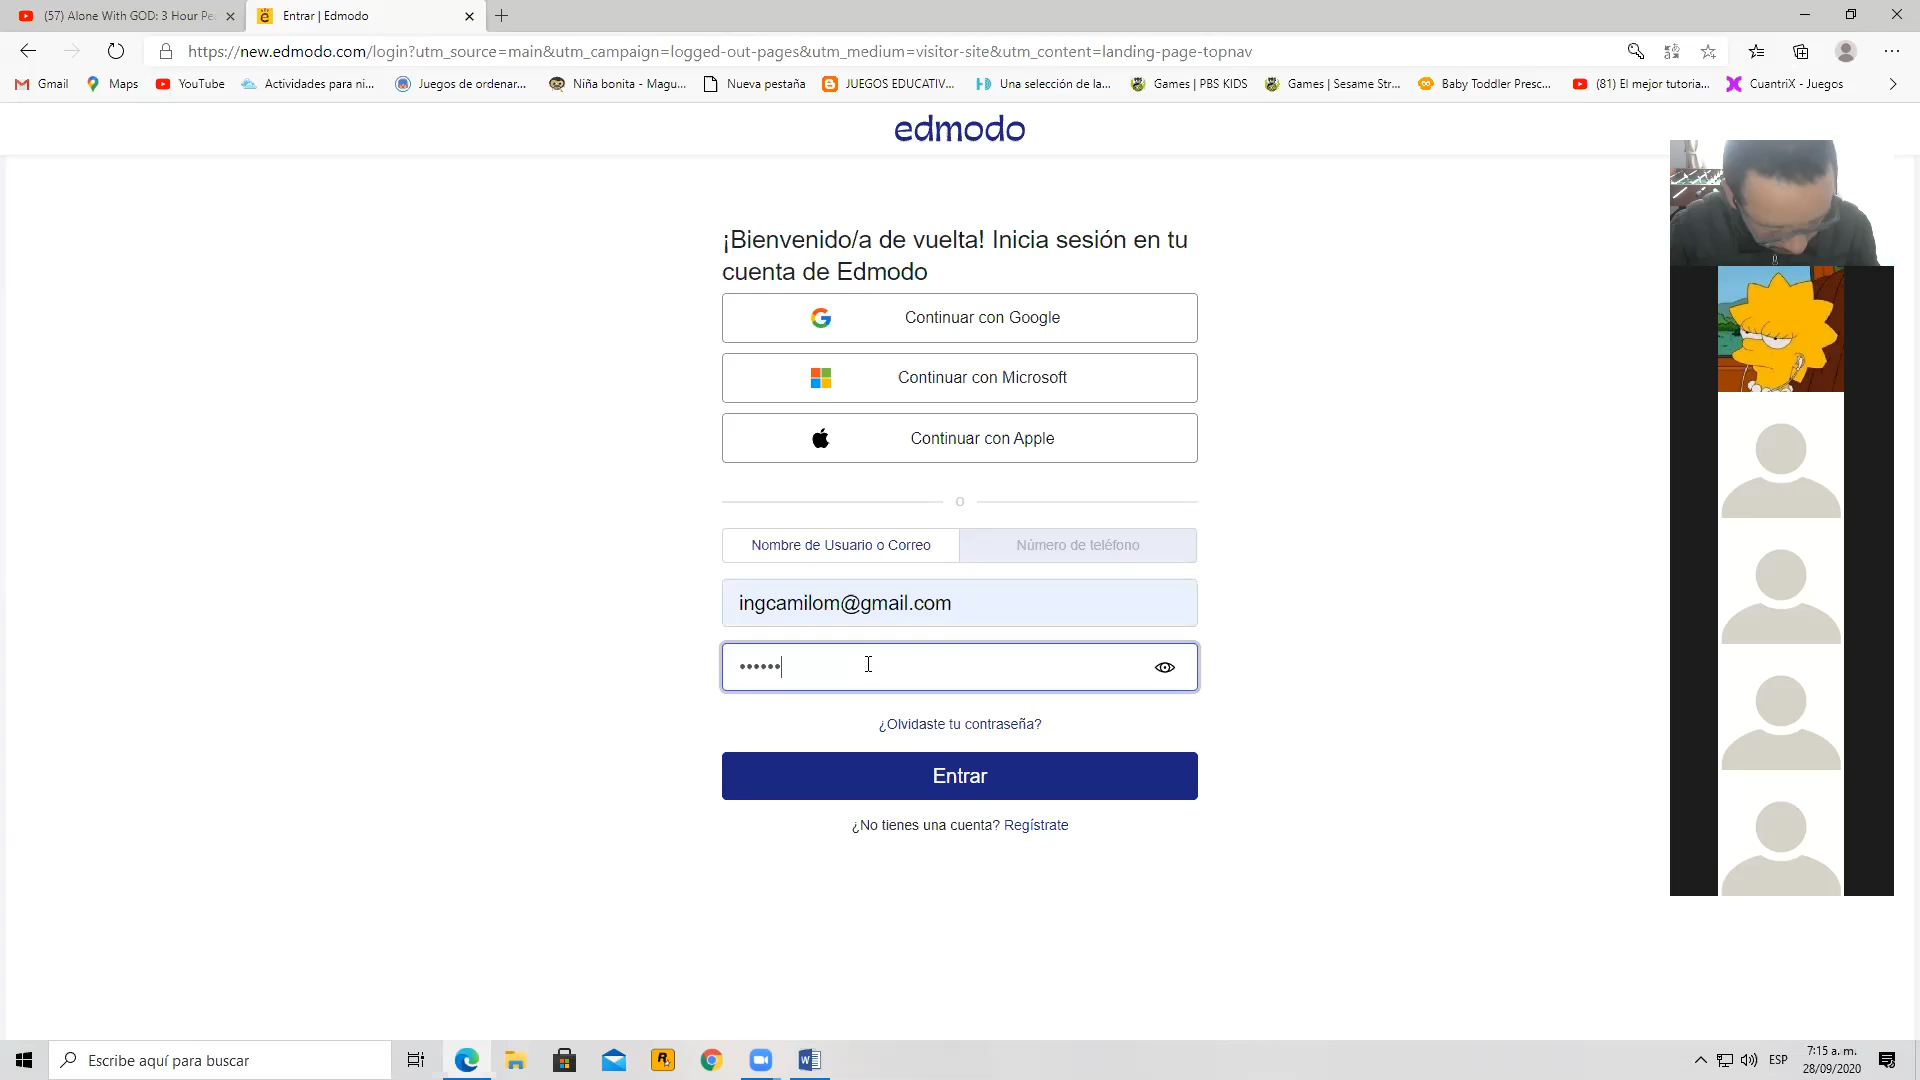 (57) Alone With GOD: 3 Hour Pe
Entrar | Edmodo
https://new.edmodo.com/login?utm_source=main&utm_campaign=logged-out-pages&utm_medium=visitor-site&utm_content=landing-page-topnav
Gmail
Maps
YouTube
Actividades para ni...
Juegos de ordenar...
Niña bonita - Magu...
Nueva pestaña
JUEGOS EDUCATIV...
Una selección de la...
Games | PBS KIDS
Games | Sesame Str...
Baby Toddler Presc...
(81) El mejor tutoria...
CuantriX - Juegos
edmodo
¡Bienvenido/a de vuelta! Inicia sesión en tu
cuenta de Edmodo
Continuar con Google
Continuar con Microsoft
Continuar con Apple
o
Nombre de Usuario o Correo
Número de teléfono
ingcamilom@gmail.com
••••••
¿Olvidaste tu contraseña?
Entrar
¿No tienes una cuenta? Regístrate
Escribe aquí para buscar
ESP
7:15 a. m.
28/09/2020